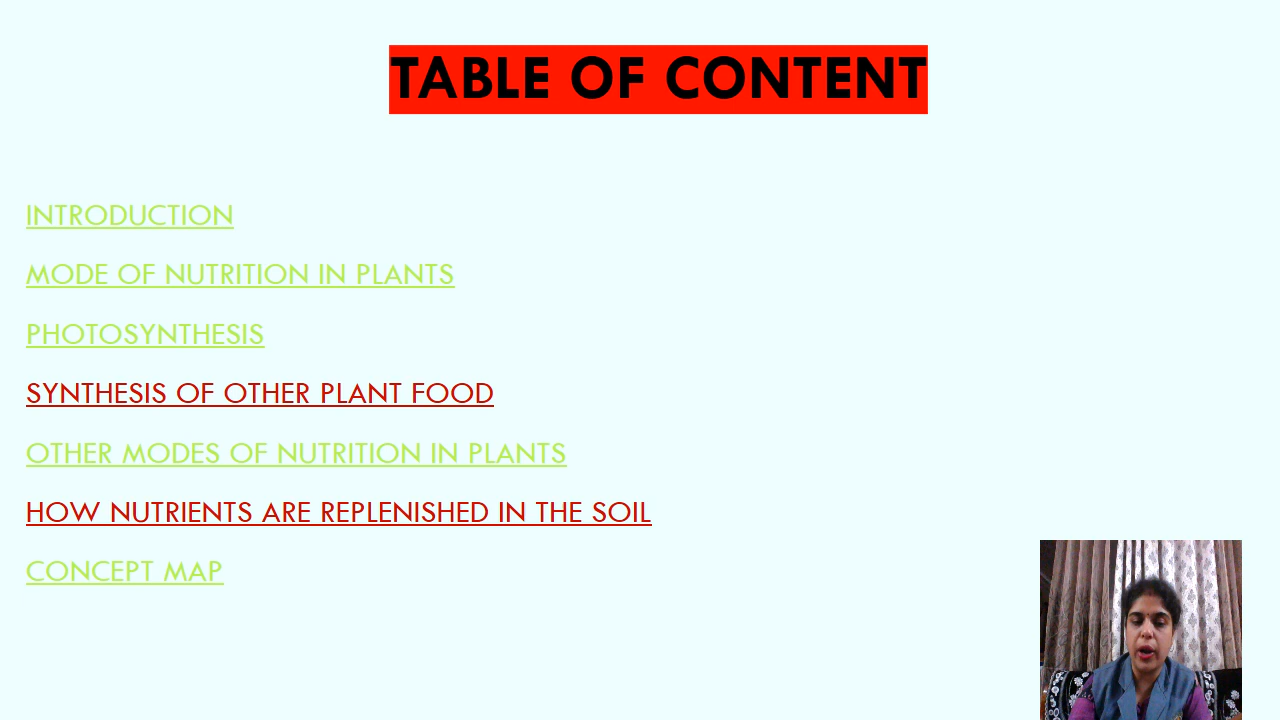 TABLE OF CONTENT
INTRODUCTION
MODE OF NUTRITION IN PLANTS
PHOTOSYNTHESIS
SYNTHESIS OF OTHER PLANT FOOD
OTHER MODES OF NUTRITION IN PLANTS
HOW NUTRIENTS ARE REPLENISHED IN THE SOIL
CONCEPT MAP